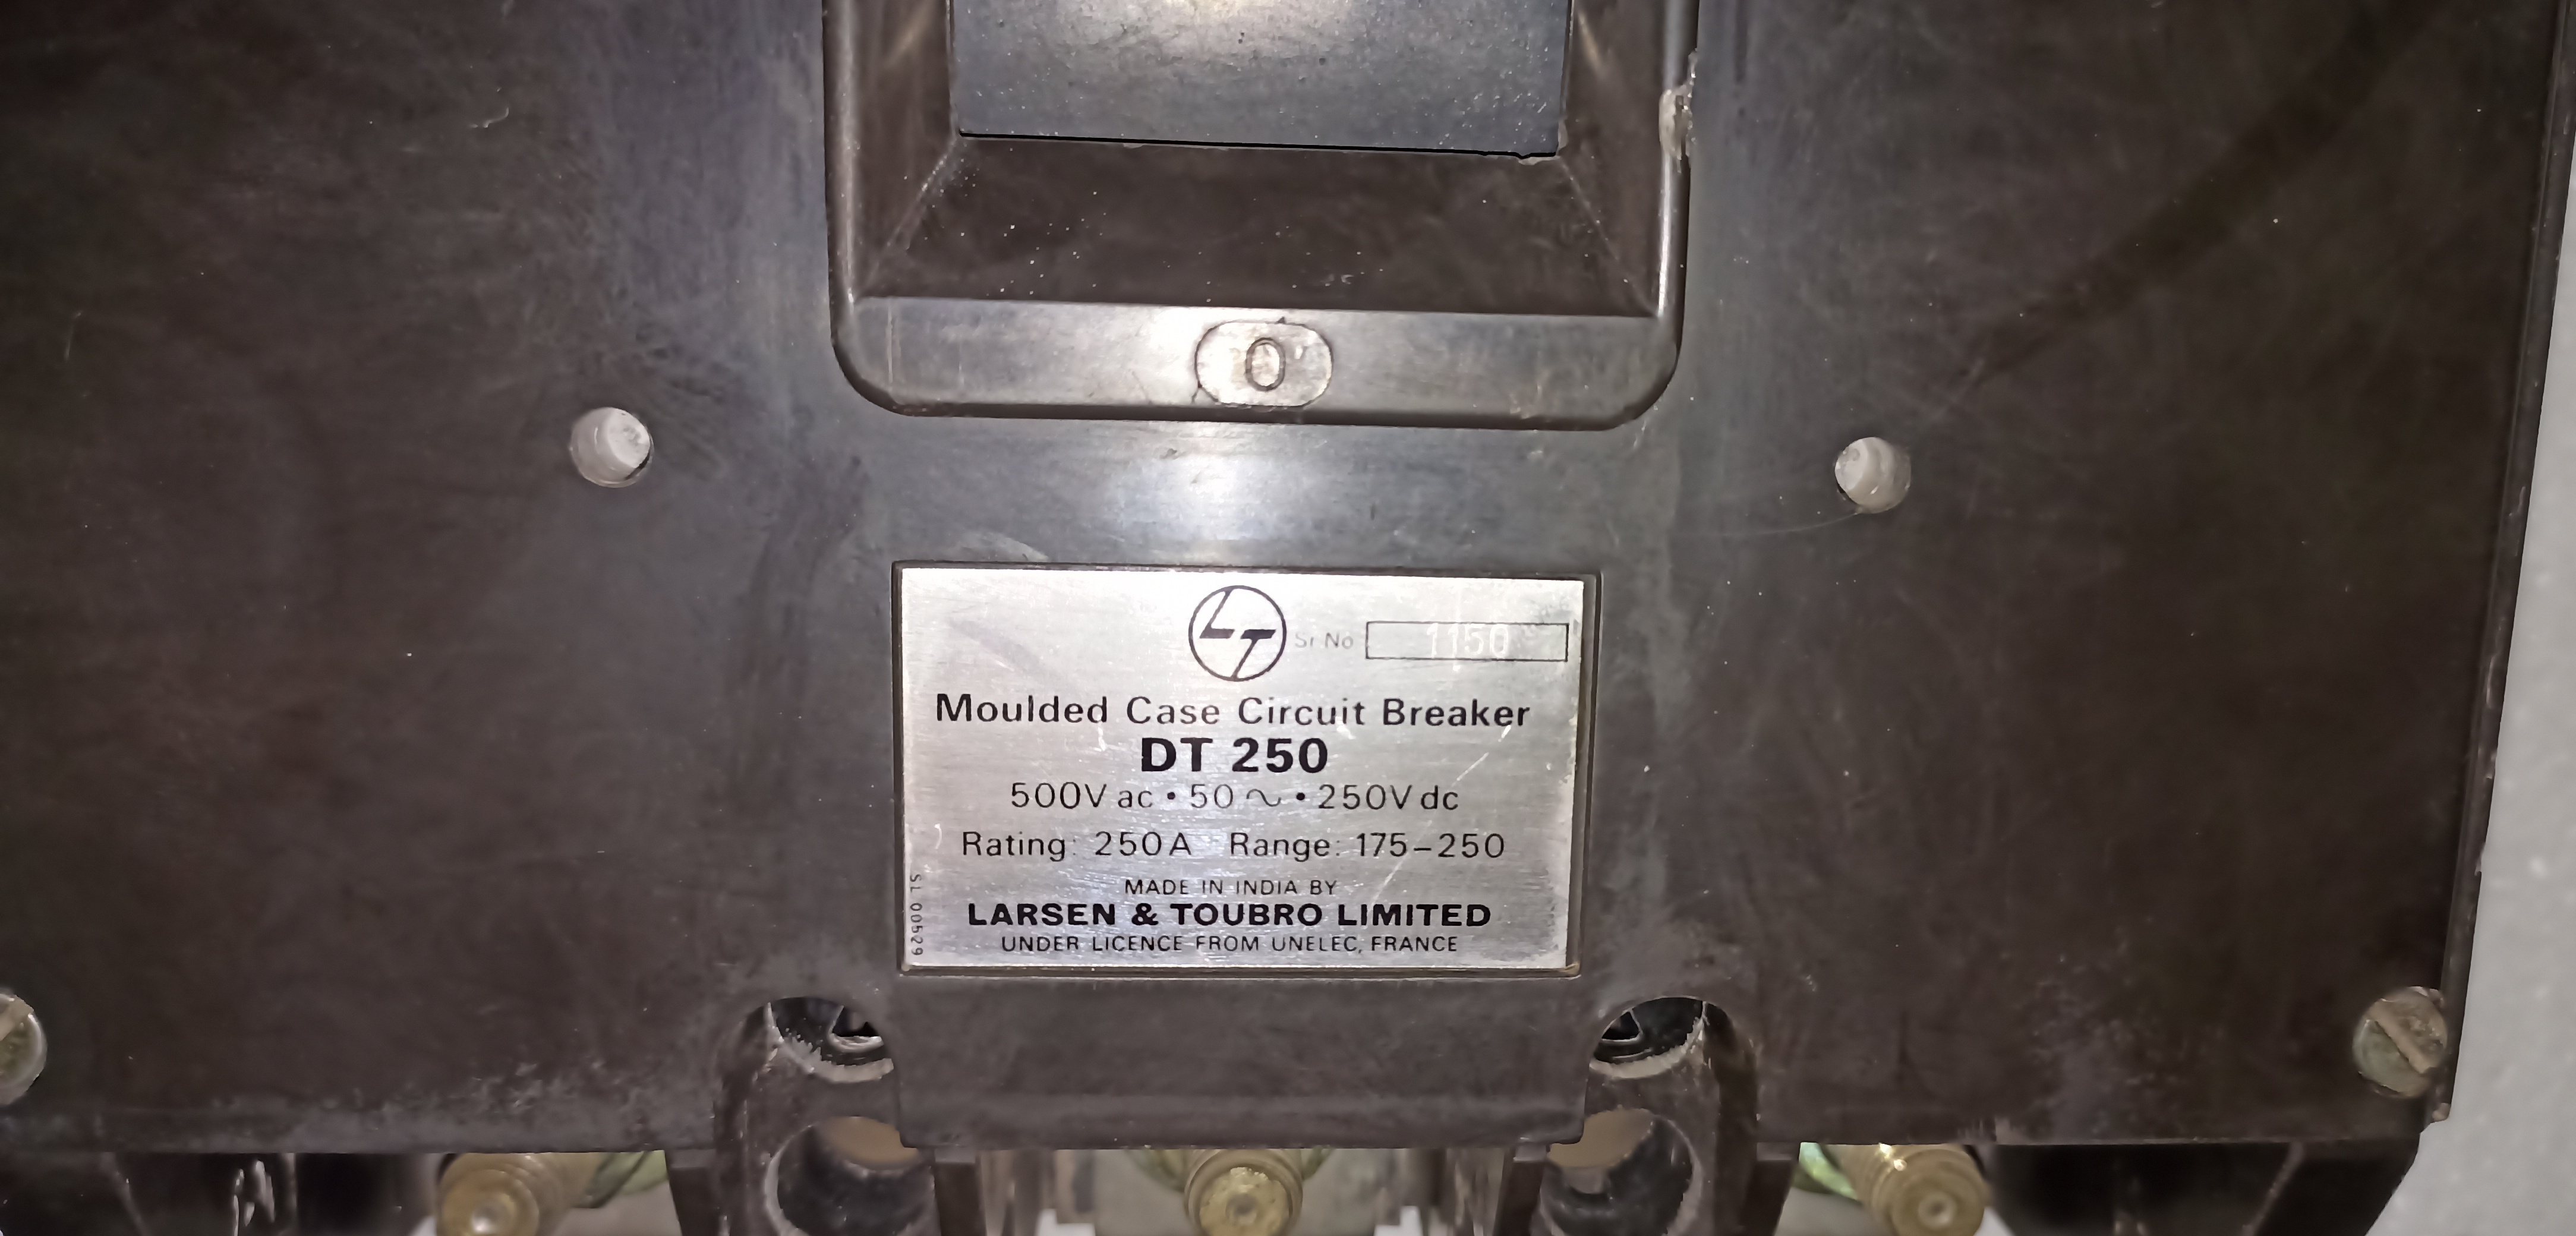 O
LT Sr No 1150
Moulded Case Circuit Breaker
DT 250
500V ac • 50 ∿ • 250V dc
Rating: 250A Range: 175–250
MADE IN INDIA BY
LARSEN & TOUBRO LIMITED
UNDER LICENCE FROM UNELEC, FRANCE
SL 00529